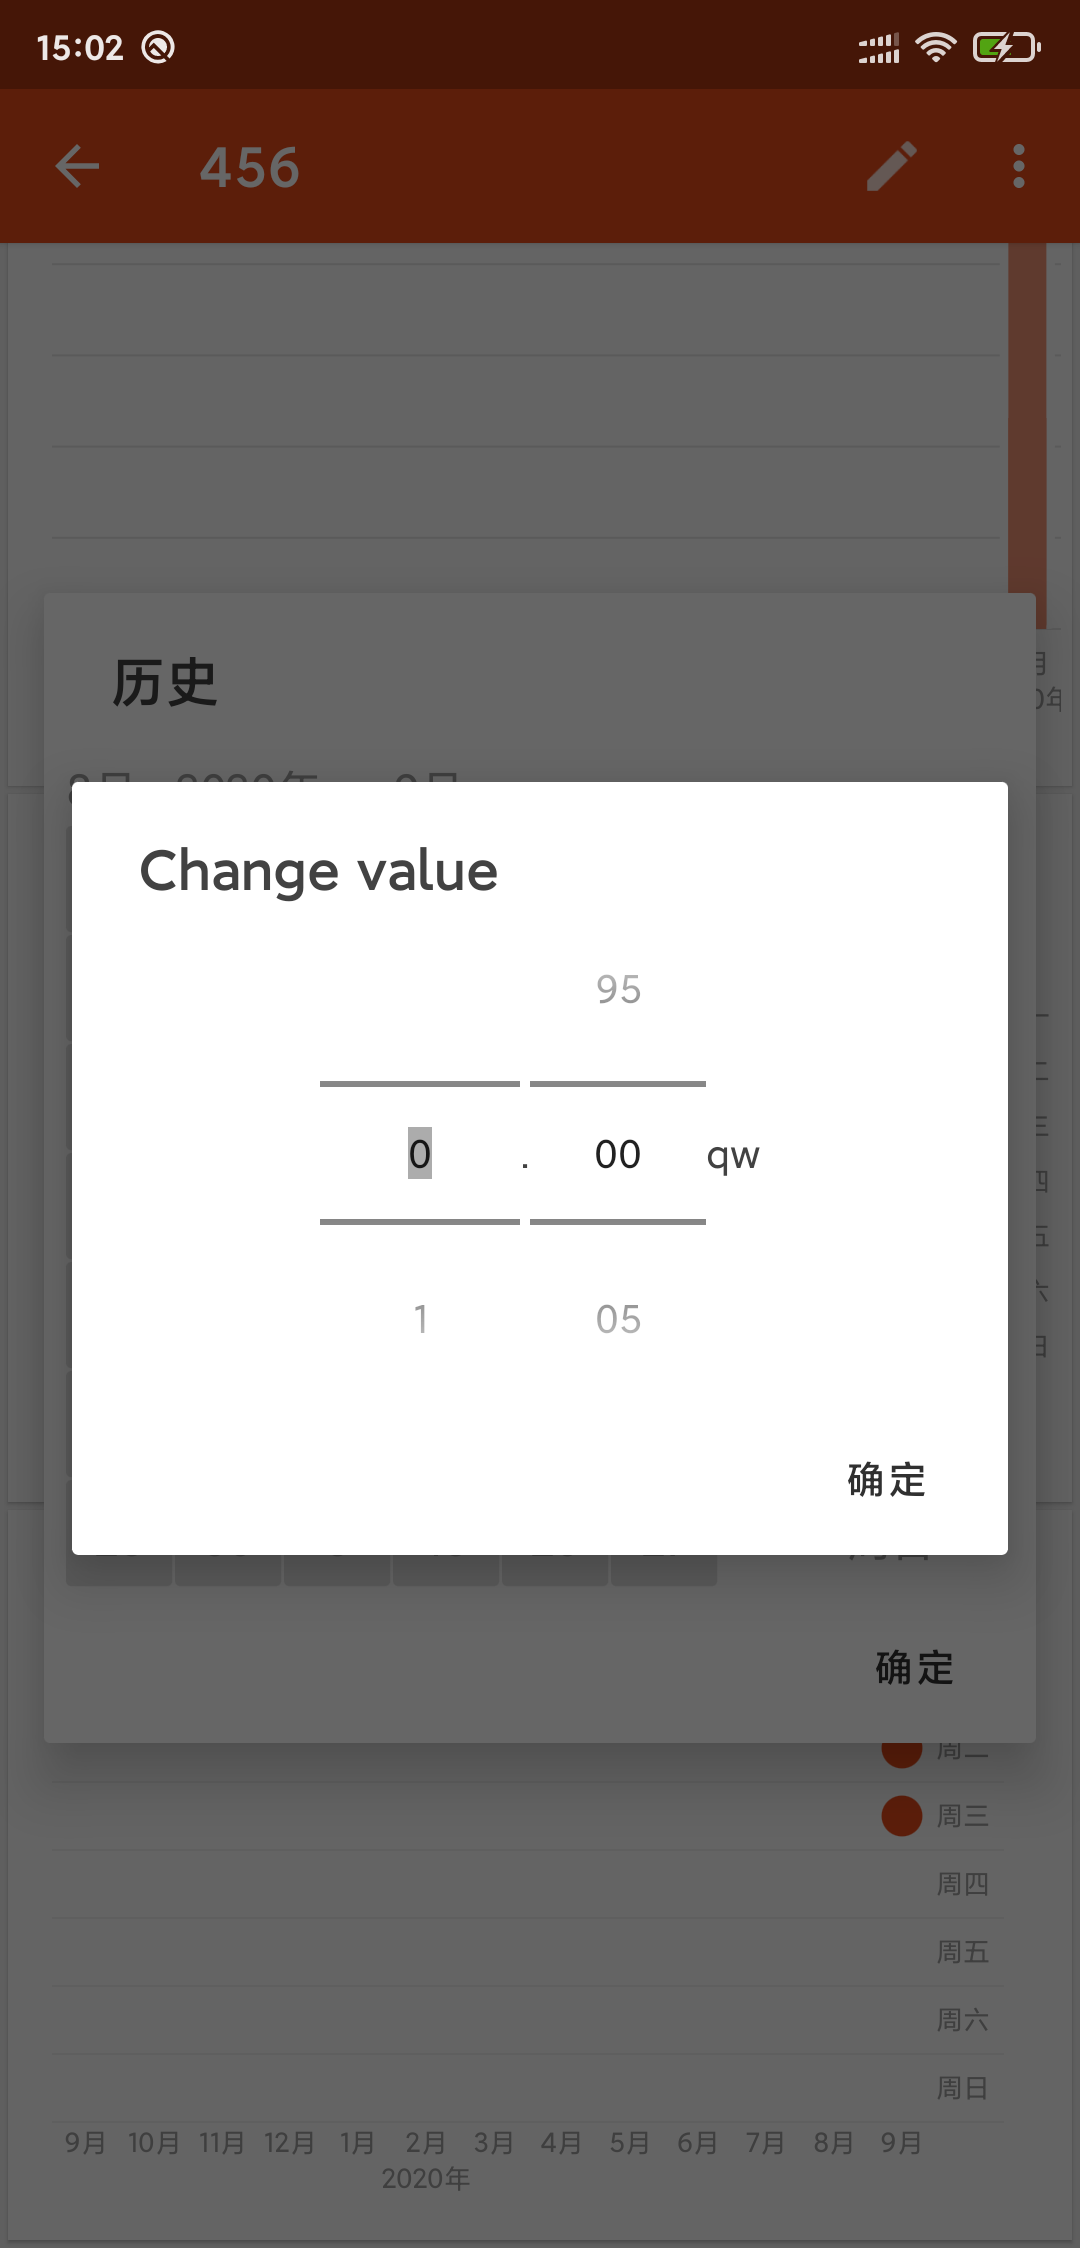 15:02
456
历史
Change value
95
0 . 00 qw
1 05
确定
确定
周三
周四
周五
周六
周日
9月 10月 11月 12月 1月 2月 3月 4月 5月 6月 7月 8月 9月
2020年